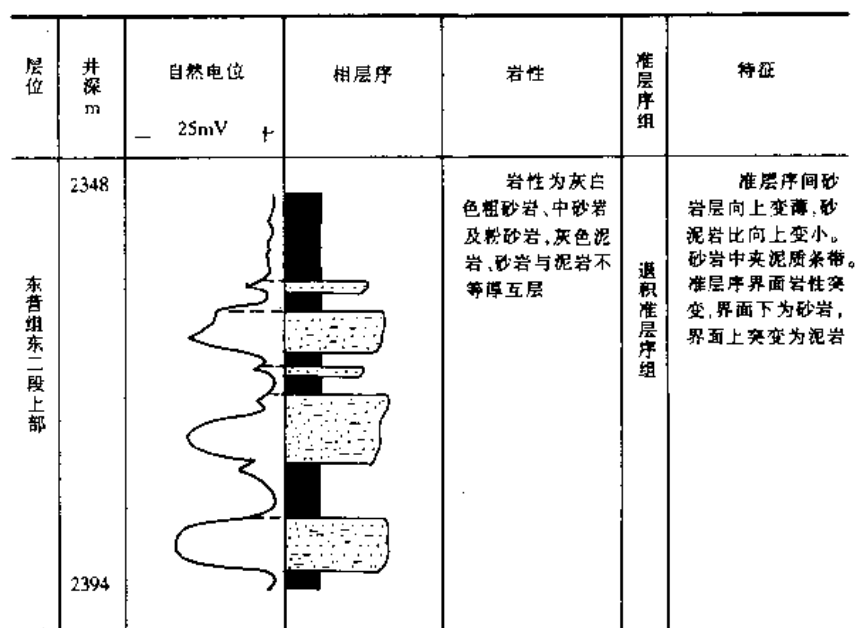 层位
井深m
自然电位
— 25mV +
相层序
岩性
准层序组
特征
东营组东二段上部
2348
2394
岩性为灰白
色粗砂岩、中砂岩
及粉砂岩,灰色泥
岩、砂岩与泥岩不
等厚互层
退积准层序组
准层序间砂
岩层向上变薄,砂
泥岩比向上变小。
砂岩中夹泥质条带。
准层序界面岩性突
变,界面下为砂岩,
界面上突变为泥岩